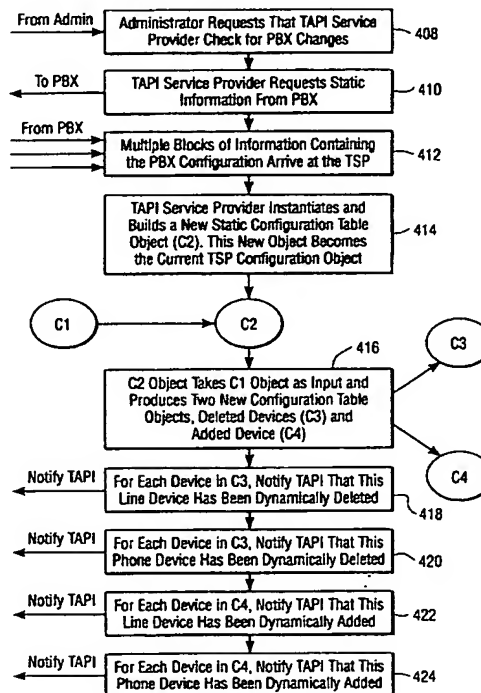 From Admin
Administrator Requests That TAPI Service
Provider Check for PBX Changes
408
To PBX
TAPI Service Provider Requests Static
Information From PBX
410
From PBX
Multiple Blocks of Information Containing
the PBX Configuration Arrive at the TSP
412
TAPI Service Provider Instantiates and
Builds a New Static Configuration Table
Object (C2). This New Object Becomes
the Current TSP Configuration Object
414
C1
C2
C3
416
C2 Object Takes C1 Object as Input and
Produces Two New Configuration Table
Objects, Deleted Devices (C3) and
Added Device (C4)
C4
Notify TAPI
For Each Device in C3, Notify TAPI That This
Line Device Has Been Dynamically Deleted
418
Notify TAPI
For Each Device in C3, Notify TAPI That This
Phone Device Has Been Dynamically Deleted
420
Notify TAPI
For Each Device in C4, Notify TAPI That This
Line Device Has Been Dynamically Added
422
Notify TAPI
For Each Device in C4, Notify TAPI That This
Phone Device Has Been Dynamically Added
424